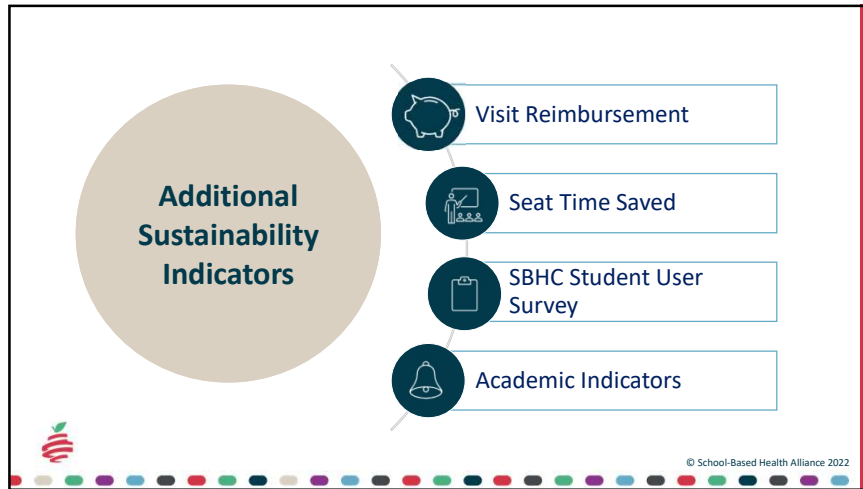 Additional
Sustainability
Indicators
Visit Reimbursement
Seat Time Saved
SBHC Student User
Survey
Academic Indicators
© School-Based Health Alliance 2022